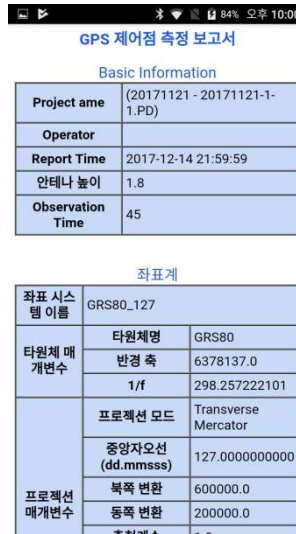 84% 오후 10:00
GPS 제어점 측정 보고서
Basic Information
Project ame
(20171121 - 20171121-1-
1.PD)
Operator
Report Time
2017-12-14 21:59:59
안테나 높이
1.8
Observation
Time
45
좌표계
좌표 시스
템 이름
GRS80_127
타원체 매
개변수
타원체명
GRS80
반경 축
6378137.0
1/f
298.257222101
프로젝션
매개변수
프로젝션 모드
Transverse
Mercator
중앙자오선
(dd.mmsss)
127.0000000000
북쪽 변환
600000.0
동쪽 변환
200000.0